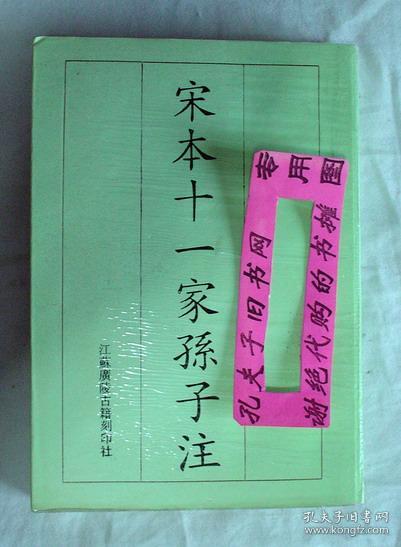 宋本十一家孫子注
江蘇廣陵古籍刻印社
专用图
孔夫子旧书网
谢绝代购的书摊
孔夫子旧书网
www.kongfz.com